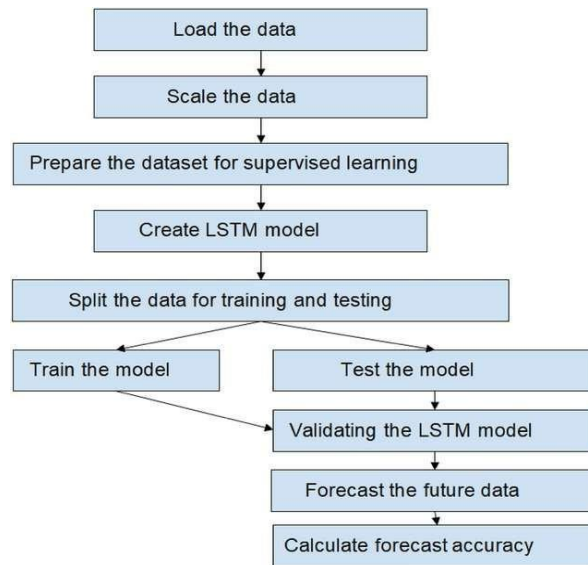 Load the data
Scale the data
Prepare the dataset for supervised learning
Create LSTM model
Split the data for training and testing
Train the model
Test the model
Validating the LSTM model
Forecast the future data
Calculate forecast accuracy